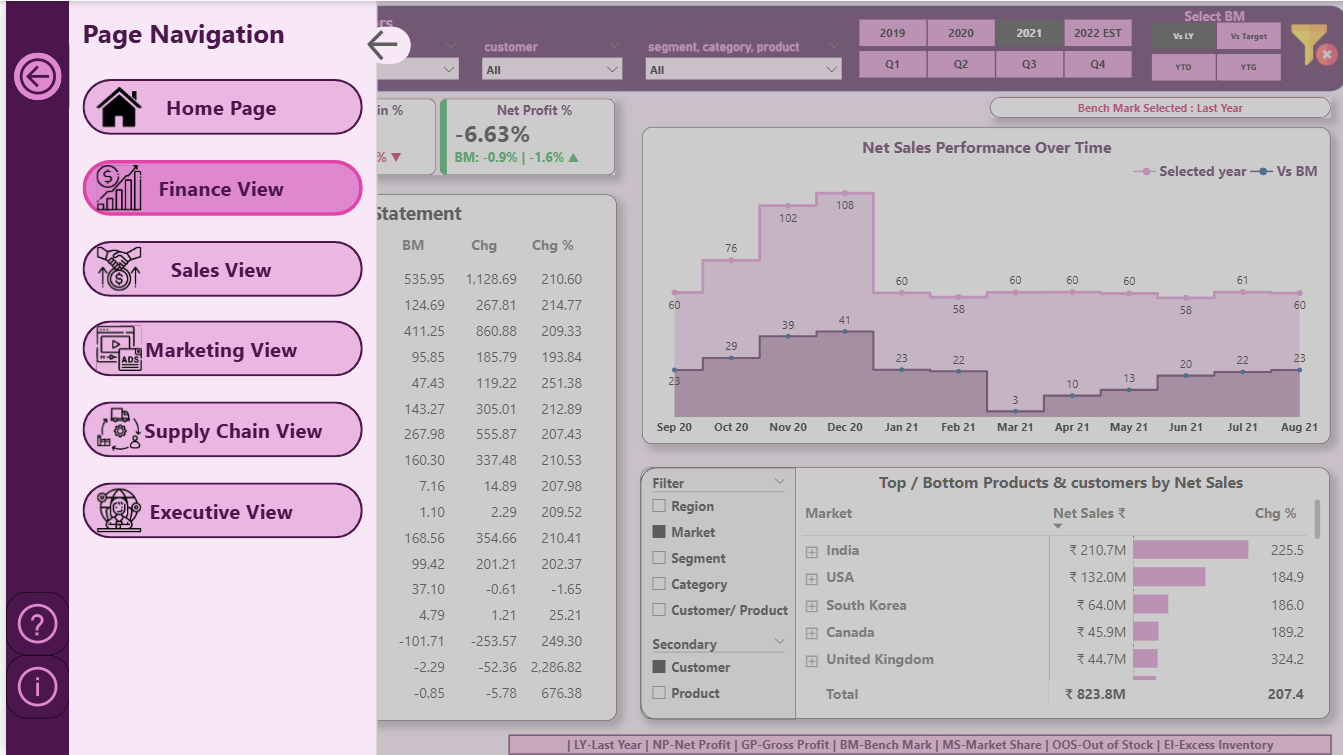 Page Navigation
Home Page
Finance View
Sales View
Marketing View
ADS
Supply Chain View
Executive View
?
i
rs
customer
segment, category, product
All
All
2019 2020 2021 2022 EST
Q1 Q2 Q3 Q4
Select BM
Vs LY Vs Target
YTD YTG
in %
% ▼
Net Profit %
-6.63%
BM: -0.9% | -1.6% ▲
Bench Mark Selected : Last Year
Statement
BM Chg Chg %
535.95 1,128.69 210.60
124.69 267.81 214.77
411.25 860.88 209.33
95.85 185.79 193.84
47.43 119.22 251.38
143.27 305.01 212.89
267.98 555.87 207.43
160.30 337.48 210.53
7.16 14.89 207.98
1.10 2.29 209.52
168.56 354.66 210.41
99.42 201.21 202.37
37.10 -0.61 -1.65
4.79 1.21 25.21
-101.71 -253.57 249.30
-2.29 -52.36 2,286.82
-0.85 -5.78 676.38
Net Sales Performance Over Time
Selected year Vs BM
60 76 102 108 60 58 60 60 60 58 61 60
23 29 39 41 23 22 3 10 13 20 22 23
Sep 20 Oct 20 Nov 20 Dec 20 Jan 21 Feb 21 Mar 21 Apr 21 May 21 Jun 21 Jul 21 Aug 21
Filter
Region
Market
Segment
Category
Customer/ Product
Secondary
Customer
Product
Top / Bottom Products & customers by Net Sales
Market Net Sales ₹ Chg %
India ₹ 210.7M 225.5
USA ₹ 132.0M 184.9
South Korea ₹ 64.0M 186.0
Canada ₹ 45.9M 189.2
United Kingdom ₹ 44.7M 324.2
Total ₹ 823.8M 207.4
| LY-Last Year | NP-Net Profit | GP-Gross Profit | BM-Bench Mark | MS-Market Share | OOS-Out of Stock | EI-Excess Inventory